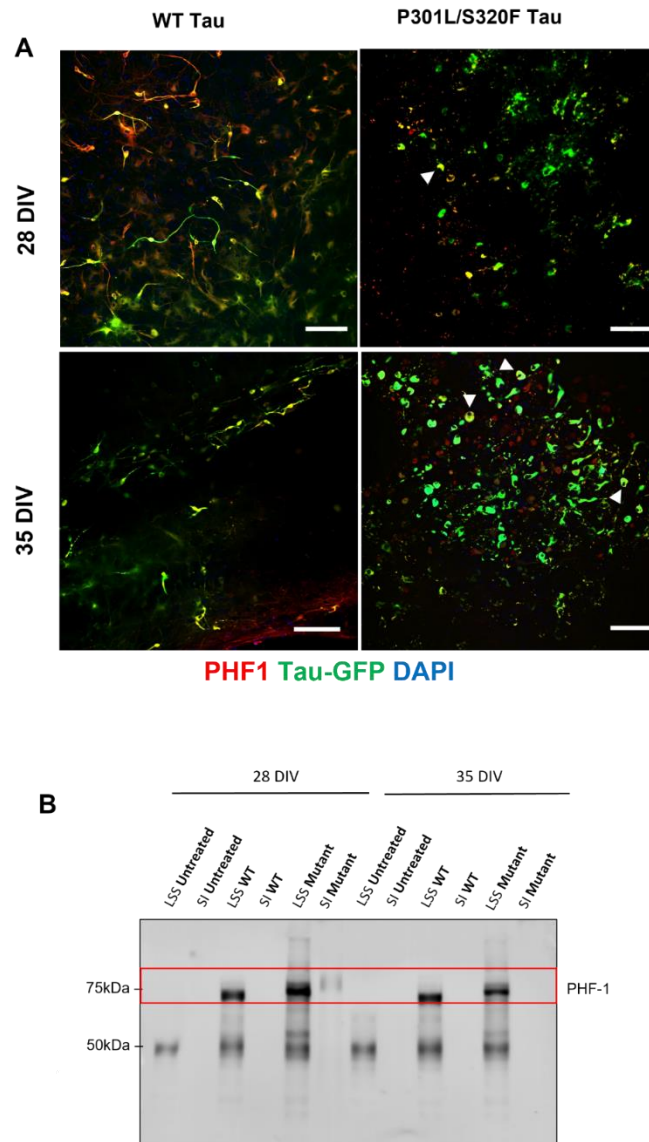 WT Tau
P301L/S320F Tau
A
28 DIV
35 DIV
PHF1 Tau-GFP DAPI
28 DIV
35 DIV
B
LSS Untreated
SI Untreated
LSS WT
SI WT
LSS Mutant
SI Mutant
LSS Untreated
SI Untreated
LSS WT
SI WT
LSS Mutant
SI Mutant
75kDa
PHF-1
50kDa